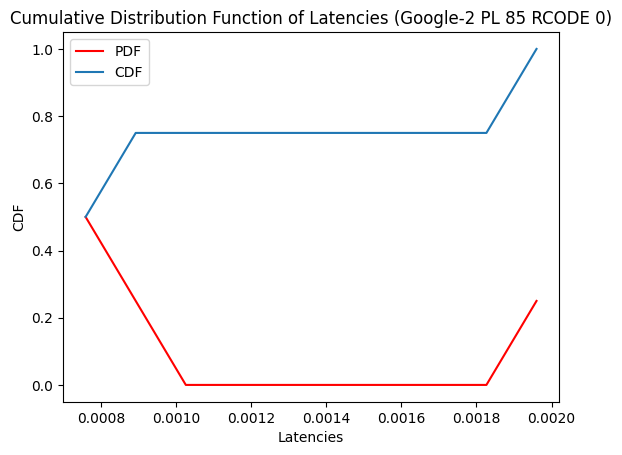 Cumulative Distribution Function of Latencies (Google-2 PL 85 RCODE 0)
PDF
CDF
CDF
1.0
0.8
0.6
0.4
0.2
0.0
0.0008 0.0010 0.0012 0.0014 0.0016 0.0018 0.0020
Latencies